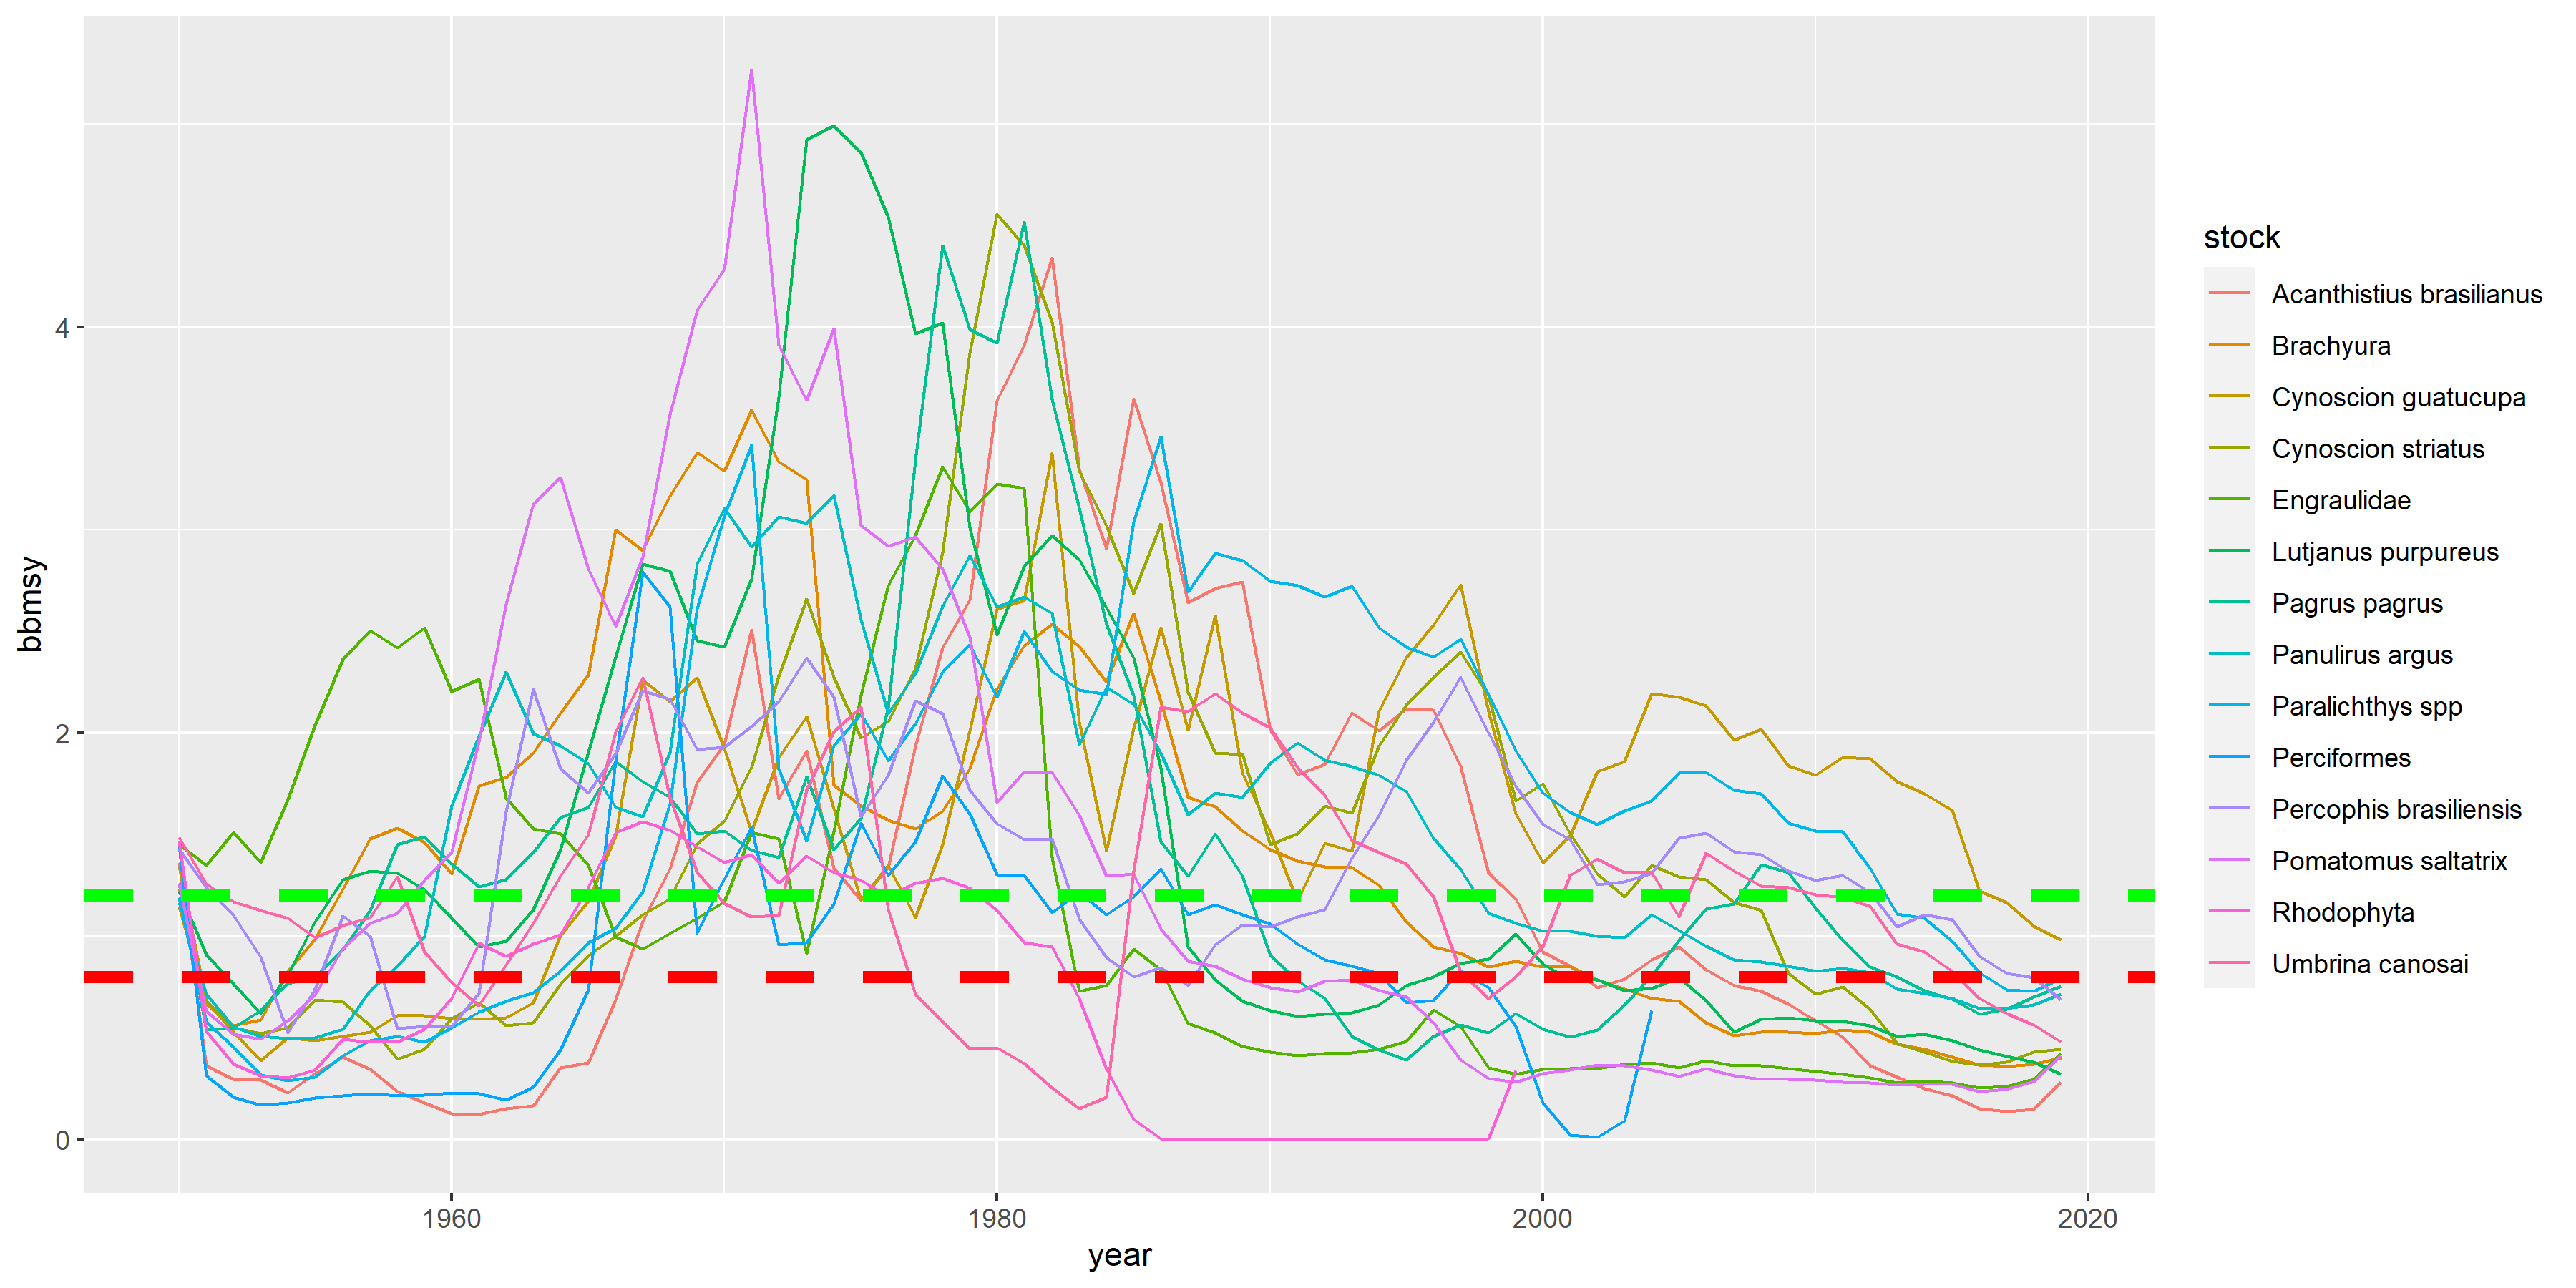 bbmsy
4
2
0
1960
1980
2000
2020
year
stock
Acanthistius brasilianus
Brachyura
Cynoscion guatucupa
Cynoscion striatus
Engraulidae
Lutjanus purpureus
Pagrus pagrus
Panulirus argus
Paralichthys spp
Perciformes
Percophis brasiliensis
Pomatomus saltatrix
Rhodophyta
Umbrina canosai